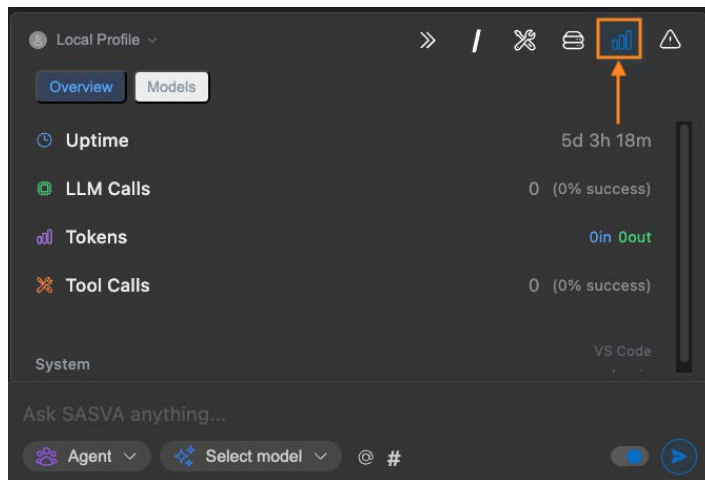 Local Profile
Overview Models
Uptime 5d 3h 18m
LLM Calls 0 (0% success)
Tokens 0in 0out
Tool Calls 0 (0% success)
VS Code
System
Ask SASVA anything...
Agent Select model @ #